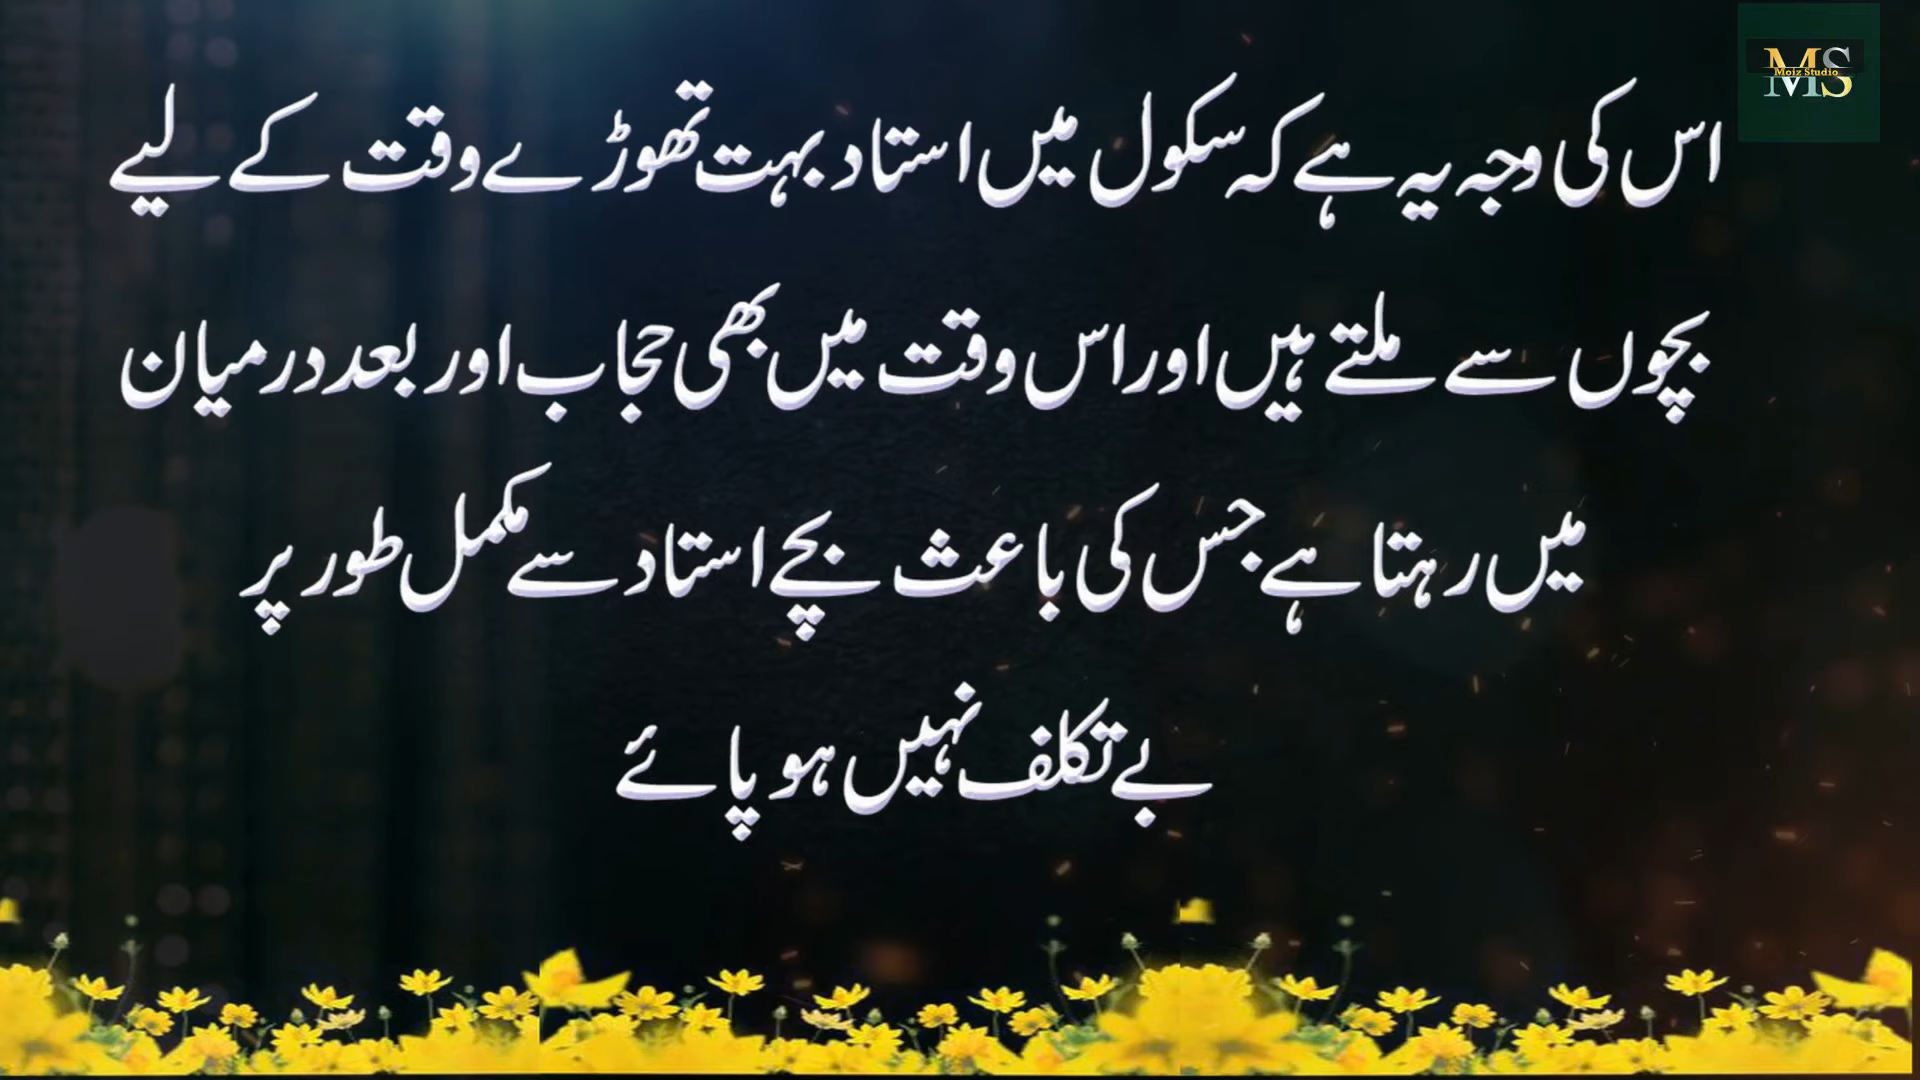 MS
Moiz Studio
اس کی وجہ یہ ہے کہ سکول میں استاد بہت تھوڑے وقت کے لیے
بچوں سے ملتے ہیں اور اس وقت میں بھی حجاب اور بعد درمیان
میں رہتا ہے جس کی باعث بچے استاد سے مکمل طور پر
بے تکلف نہیں ہو پائے